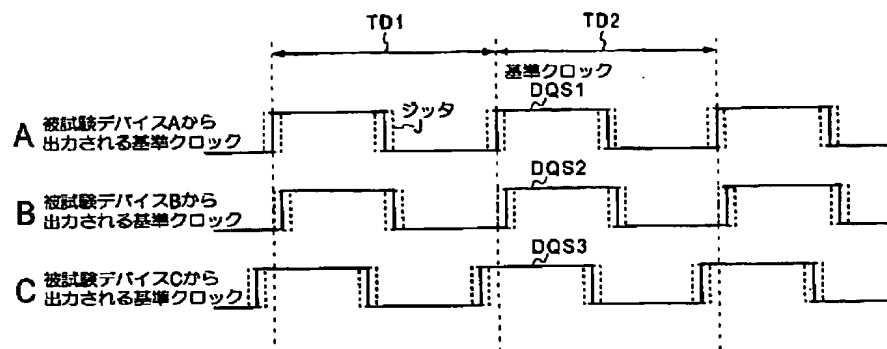 TD1
TD2
基準クロック
DQS1
ジッタ
A 被試験デバイスAから
出力される基準クロック
DQS2
B 被試験デバイスBから
出力される基準クロック
DQS3
C 被試験デバイスCから
出力される基準クロック